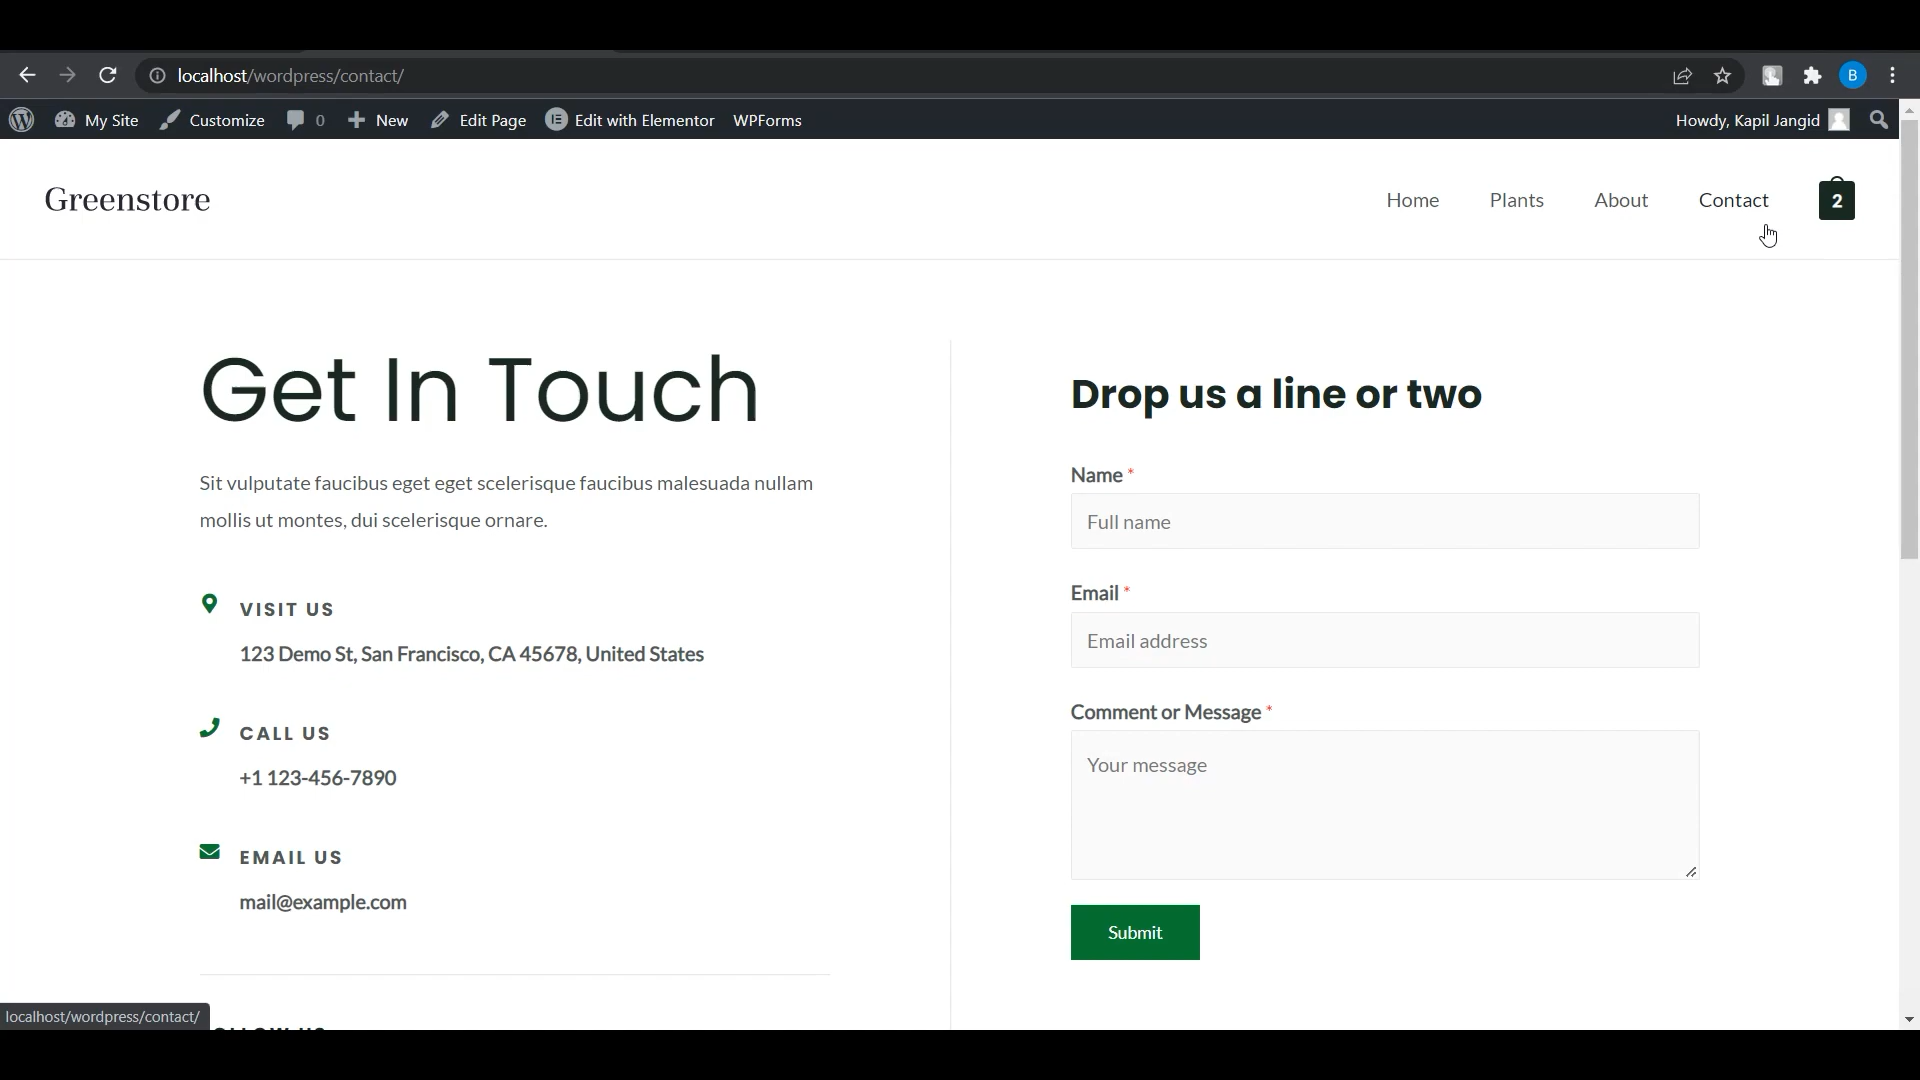 localhost/wordpress/contact/
B
My Site
Customize
0
New
Edit Page
Edit with Elementor
WPForms
Howdy, Kapil Jangid
Greenstore
Home
Plants
About
Contact
2
Get In Touch
Sit vulputate faucibus eget eget scelerisque faucibus malesuada nullam
mollis ut montes, dui scelerisque ornare.
VISIT US
123 Demo St, San Francisco, CA 45678, United States
CALL US
+1 123-456-7890
EMAIL US
mail@example.com
Drop us a line or two
Name *
Full name
Email *
Email address
Comment or Message *
Your message
Submit
localhost/wordpress/contact/